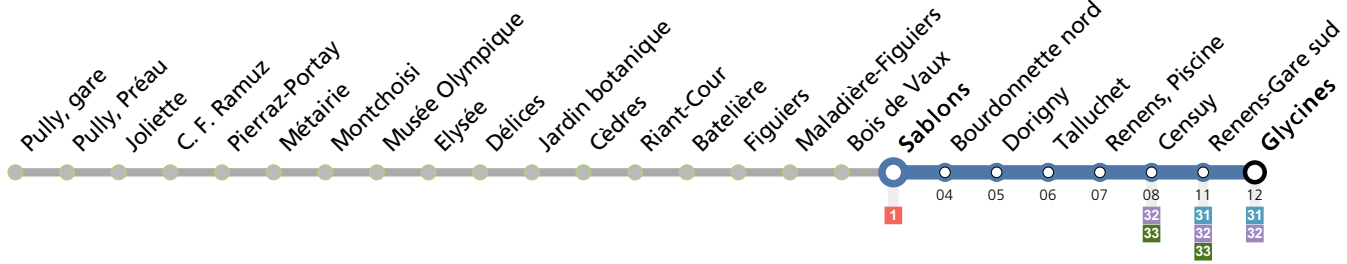 Pully, gare
Pully, Préau
Joliette
C. F. Ramuz
Pierraz-Portay
Métairie
Montchoisi
Musée Olympique
Elysée
Délices
Jardin botanique
Cèdres
Riant-Cour
Batelière
Figuiers
Maladière-Figuiers
Bois de Vaux
Sablons
Bourdonnette nord
Dorigny
Talluchet
Renens, Piscine
Censuy
Renens-Gare sud
Glycines
04 05 06 07 08 11 12
1 32 31 31
33 32 32
33